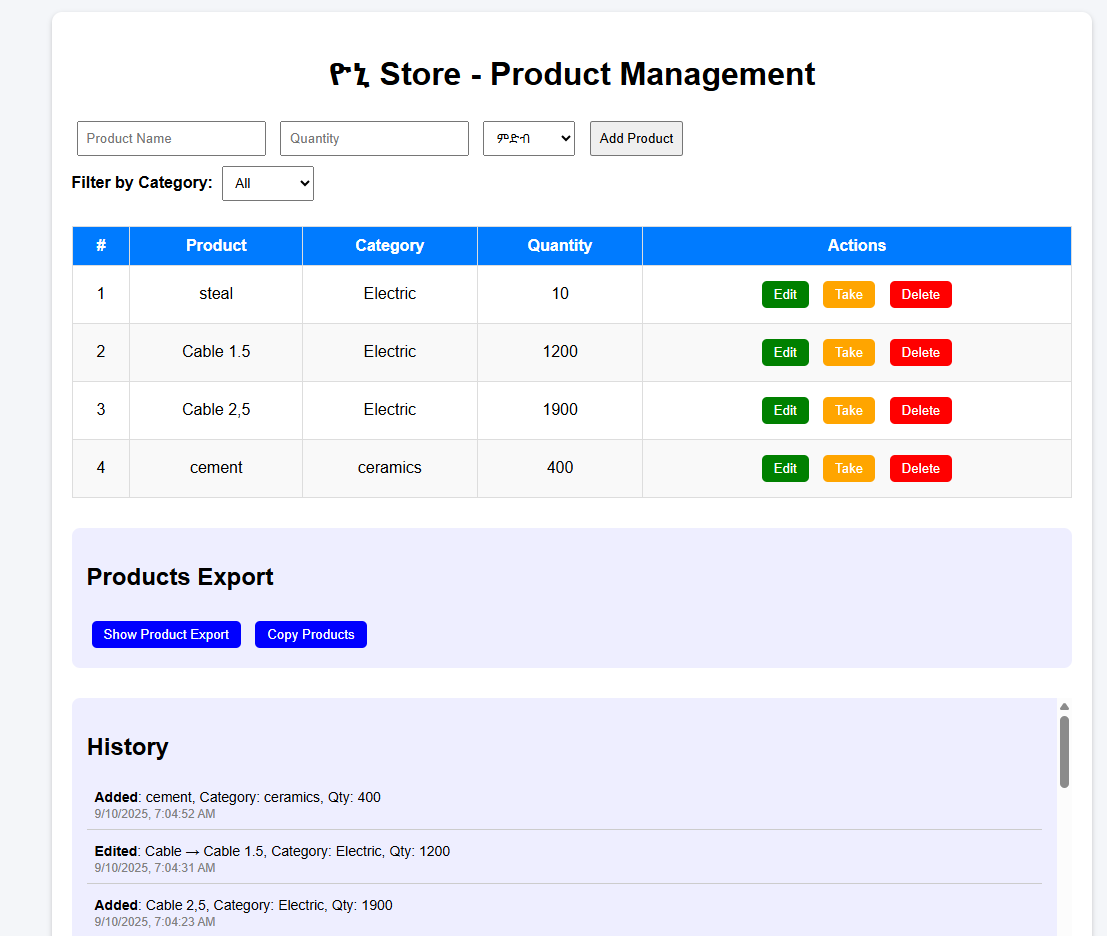 ዮኒ Store - Product Management
Product Name Quantity ምድብ Add Product
Filter by Category: All
# Product Category Quantity Actions
1 steal Electric 10 Edit Take Delete
2 Cable 1.5 Electric 1200 Edit Take Delete
3 Cable 2,5 Electric 1900 Edit Take Delete
4 cement ceramics 400 Edit Take Delete
Products Export
Show Product Export Copy Products
History
Added: cement, Category: ceramics, Qty: 400
9/10/2025, 7:04:52 AM
Edited: Cable → Cable 1.5, Category: Electric, Qty: 1200
9/10/2025, 7:04:31 AM
Added: Cable 2,5, Category: Electric, Qty: 1900
9/10/2025, 7:04:23 AM